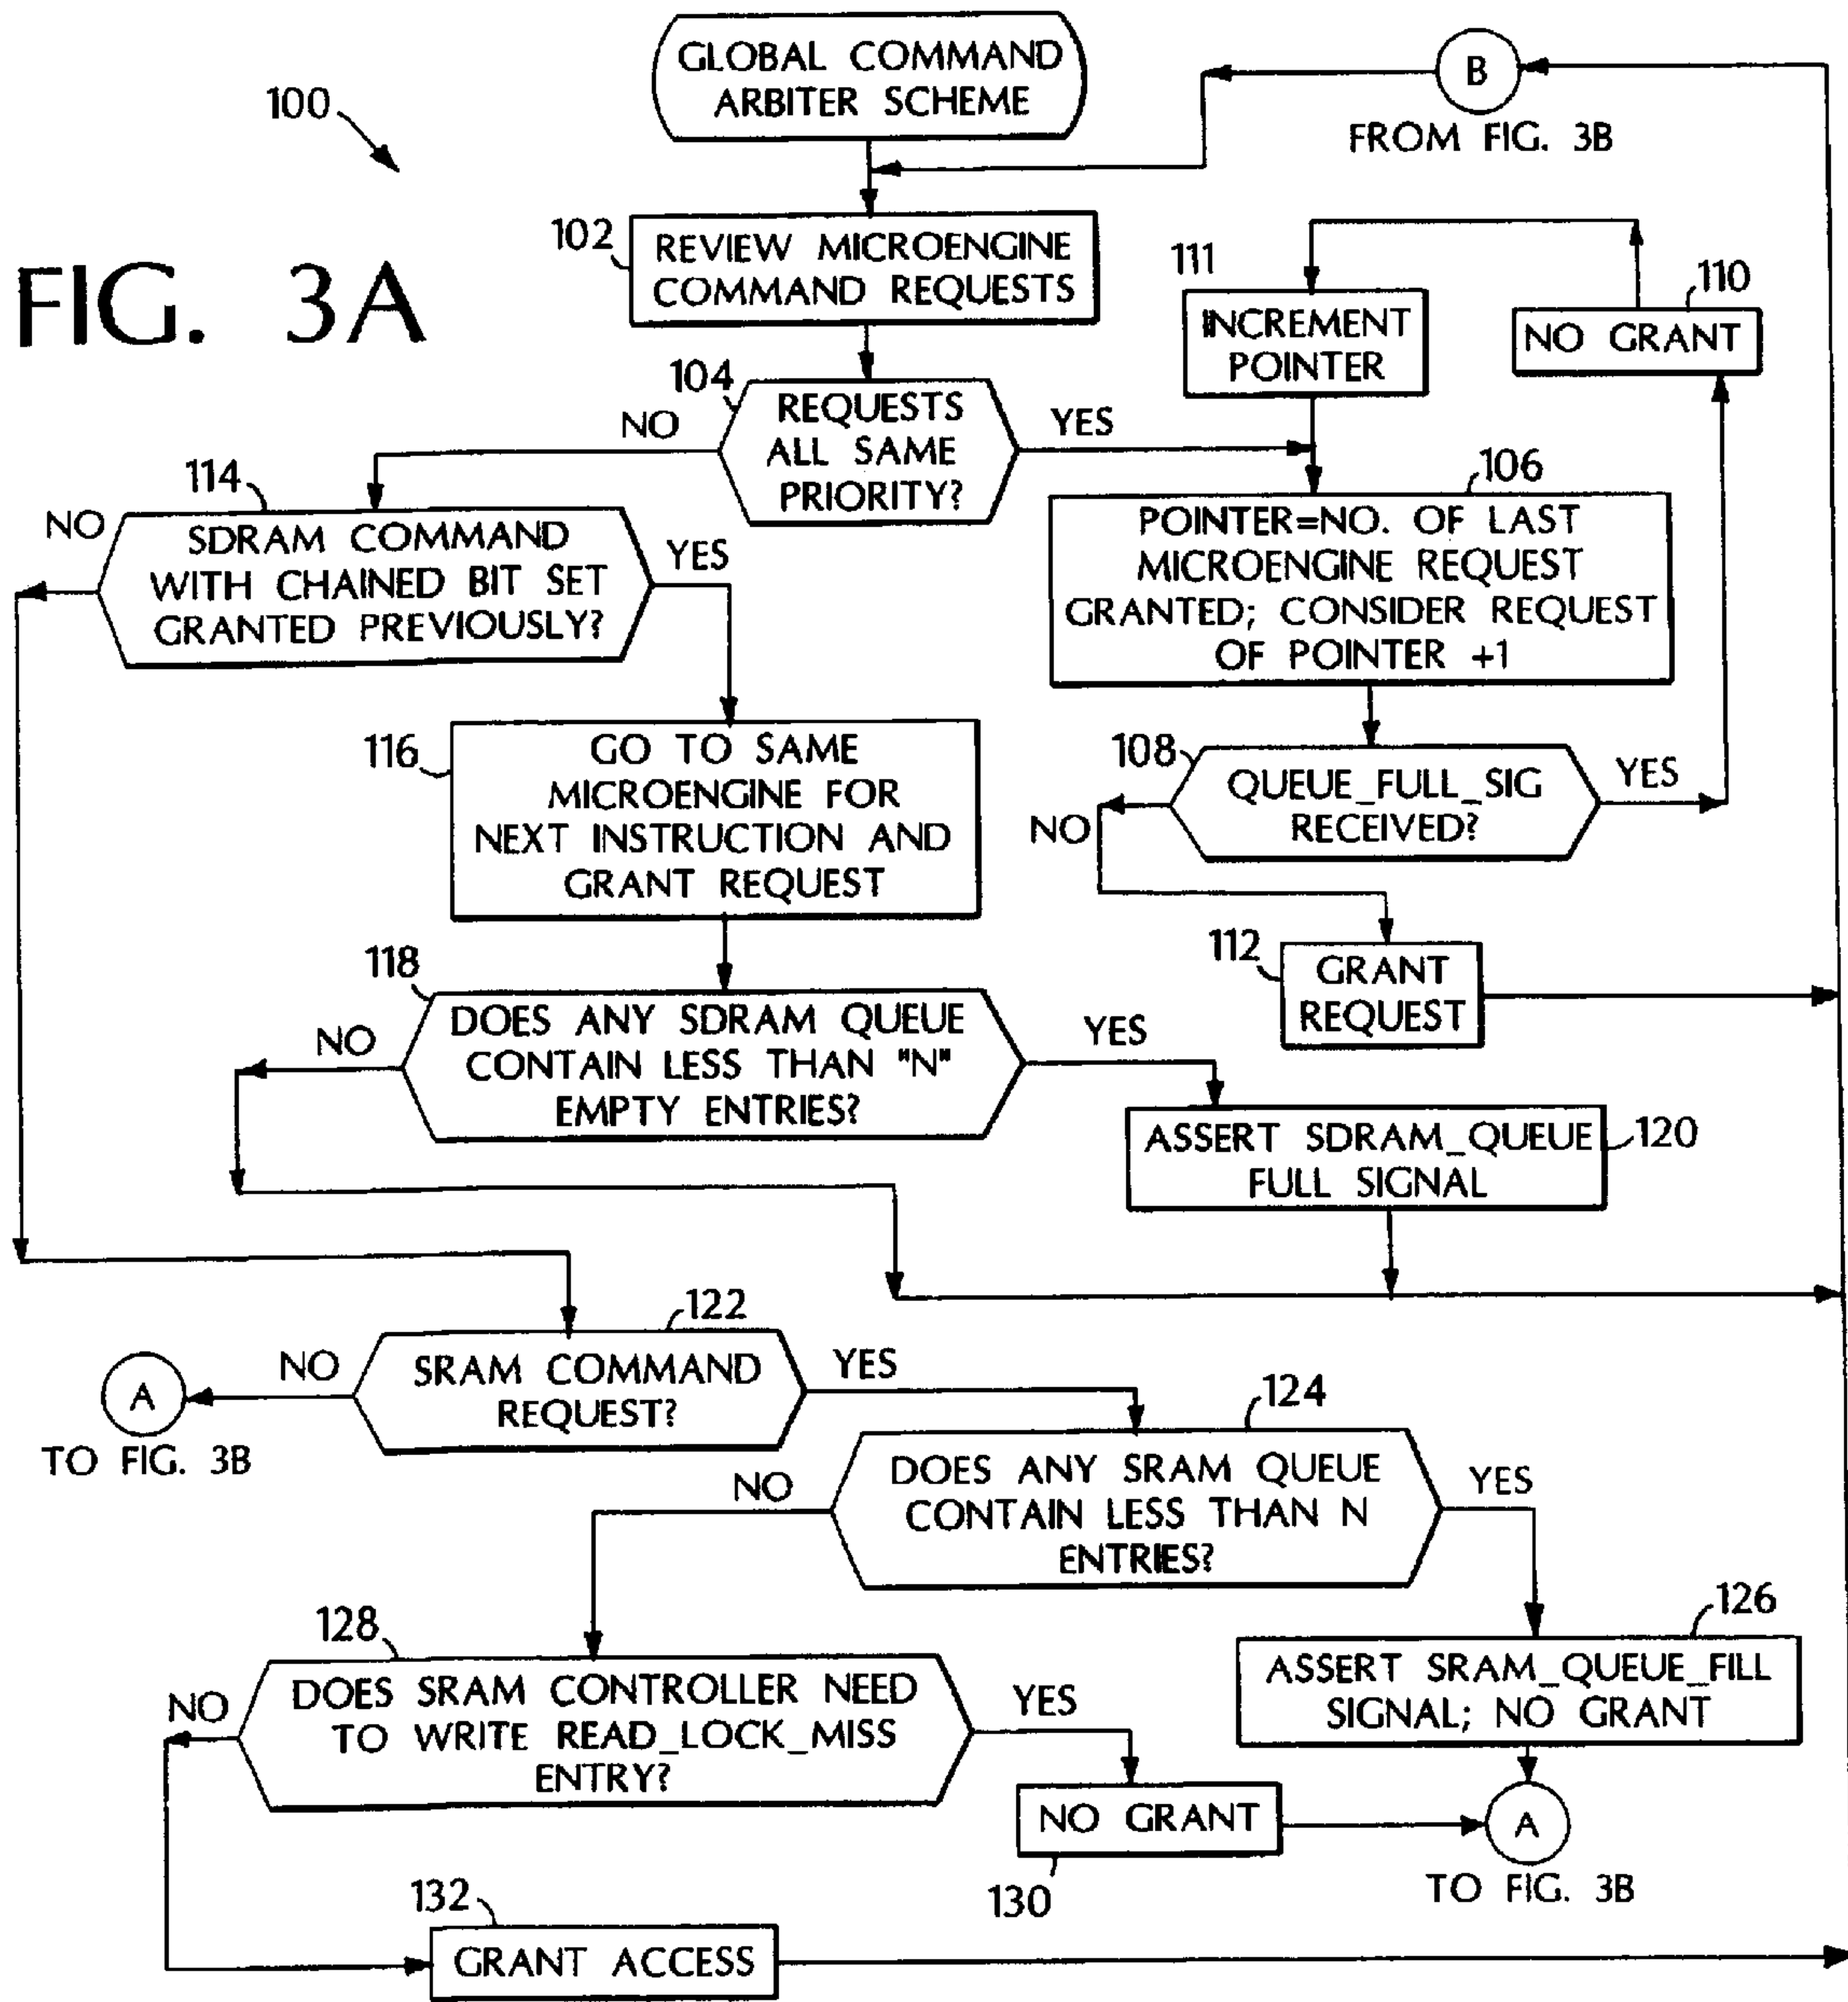 GLOBAL COMMAND
ARBITER SCHEME
B
FROM FIG. 3B
100
FIG. 3A
102
REVIEW MICROENGINE
COMMAND REQUESTS
111
INCREMENT
POINTER
110
NO GRANT
104
REQUESTS
ALL SAME
PRIORITY?
NO
YES
106
POINTER=NO. OF LAST
MICROENGINE REQUEST
GRANTED; CONSIDER REQUEST
OF POINTER +1
114
NO
SDRAM COMMAND
WITH CHAINED BIT SET
GRANTED PREVIOUSLY?
YES
116
GO TO SAME
MICROENGINE FOR
NEXT INSTRUCTION AND
GRANT REQUEST
108
QUEUE_FULL_SIG
RECEIVED?
YES
NO
112
GRANT
REQUEST
118
DOES ANY SDRAM QUEUE
CONTAIN LESS THAN "N"
EMPTY ENTRIES?
NO
YES
ASSERT SDRAM_QUEUE
FULL SIGNAL
120
122
SRAM COMMAND
REQUEST?
NO
YES
A
TO FIG. 3B
124
DOES ANY SRAM QUEUE
CONTAIN LESS THAN N
ENTRIES?
NO
YES
126
ASSERT SRAM_QUEUE_FILL
SIGNAL; NO GRANT
128
DOES SRAM CONTROLLER NEED
TO WRITE READ_LOCK_MISS
ENTRY?
NO
YES
NO GRANT
130
A
TO FIG. 3B
132
GRANT ACCESS